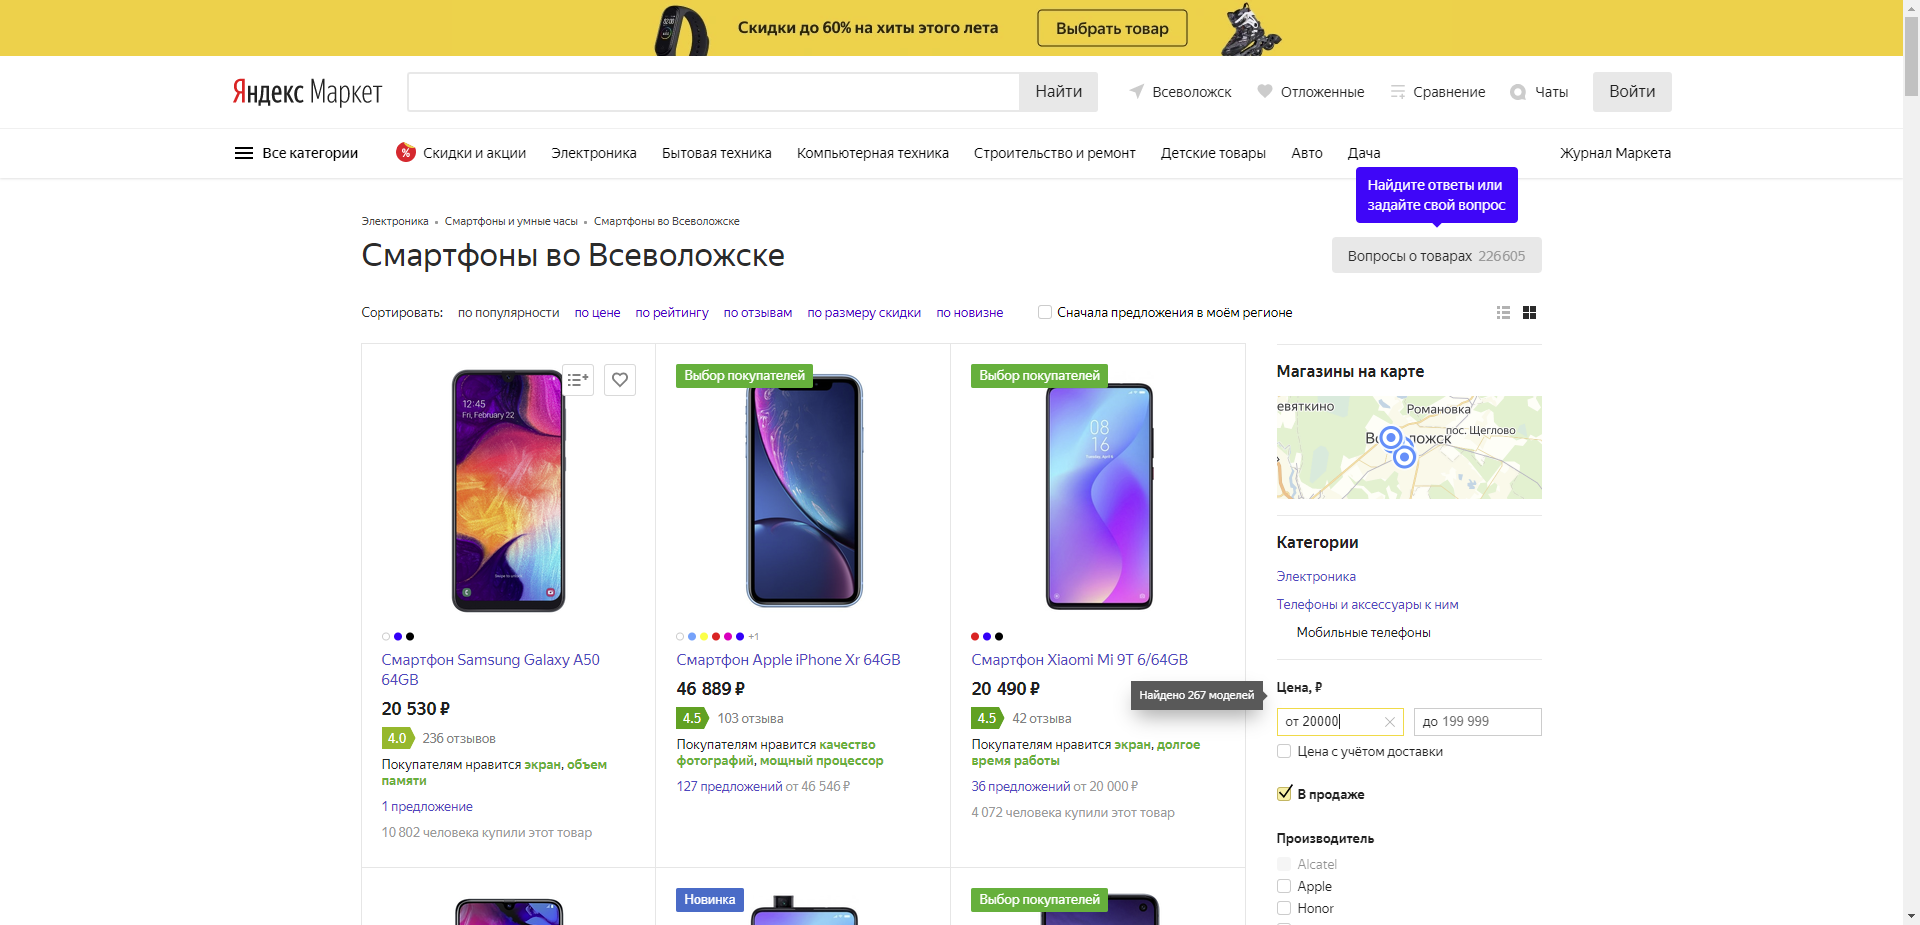 Скидки до 60% на хиты этого лета
Выбрать товар
Яндекс Маркет
Найти
Всеволожск
Отложенные
Сравнение
Чаты
Войти
Все категории
%
Скидки и акции
Электроника
Бытовая техника
Компьютерная техника
Строительство и ремонт
Детские товары
Авто
Дача
Журнал Маркета
Найдите ответы или
задайте свой вопрос
Электроника
Смартфоны и умные часы
Смартфоны во Всеволожске
Смартфоны во Всеволожске
Вопросы о товарах 226605
Сортировать:
по популярности
по цене
по рейтингу
по отзывам
по размеру скидки
по новизне
Сначала предложения в моём регионе
12:45
Fri, February 22
Смартфон Samsung Galaxy A50
64GB
20 530 ₽
4.0 236 отзывов
Покупателям нравится экран, объем
памяти
1 предложение
10 802 человека купили этот товар
Выбор покупателей
+1
Смартфон Apple iPhone Xr 64GB
46 889 ₽
4.5 103 отзыва
Покупателям нравится качество
фотографий, мощный процессор
127 предложений от 46 546 ₽
Выбор покупателей
08
16
Смартфон Xiaomi Mi 9T 6/64GB
20 490 ₽
4.5 42 отзыва
Покупателям нравится экран, долгое
время работы
36 предложений от 20 000 ₽
4 072 человека купили этот товар
Новинка
Выбор покупателей
Магазины на карте
евяткино
Романовка
пос. Щеглово
Категории
Электроника
Телефоны и аксессуары к ним
Мобильные телефоны
Цена, ₽
Найдено 267 моделей
от 20000
до 199 999
Цена с учётом доставки
В продаже
Производитель
Alcatel
Apple
Honor